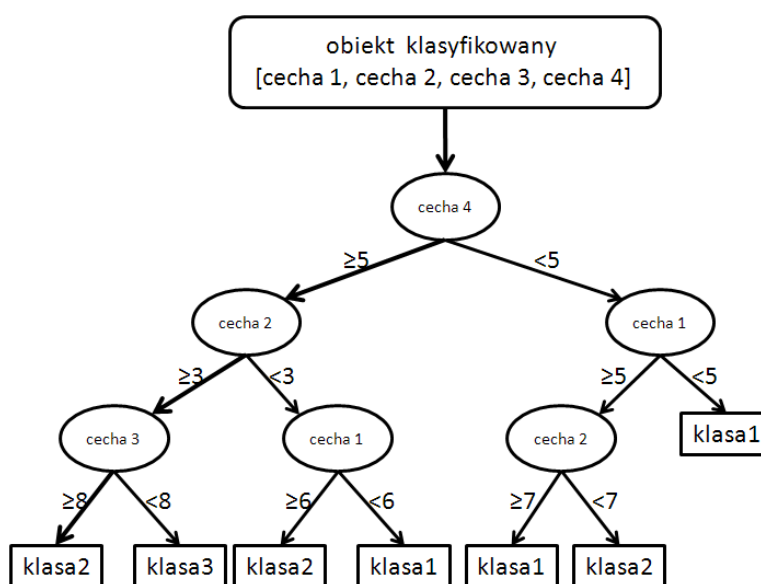 obiekt klasyfikowany
[cecha 1, cecha 2, cecha 3, cecha 4]
cecha 4
≥5 <5
cecha 2 cecha 1
≥3 <3 ≥5 <5
cecha 3 cecha 1 cecha 2 klasa1
≥8 <8 ≥6 <6 ≥7 <7
klasa2 klasa3 klasa2 klasa1 klasa1 klasa2